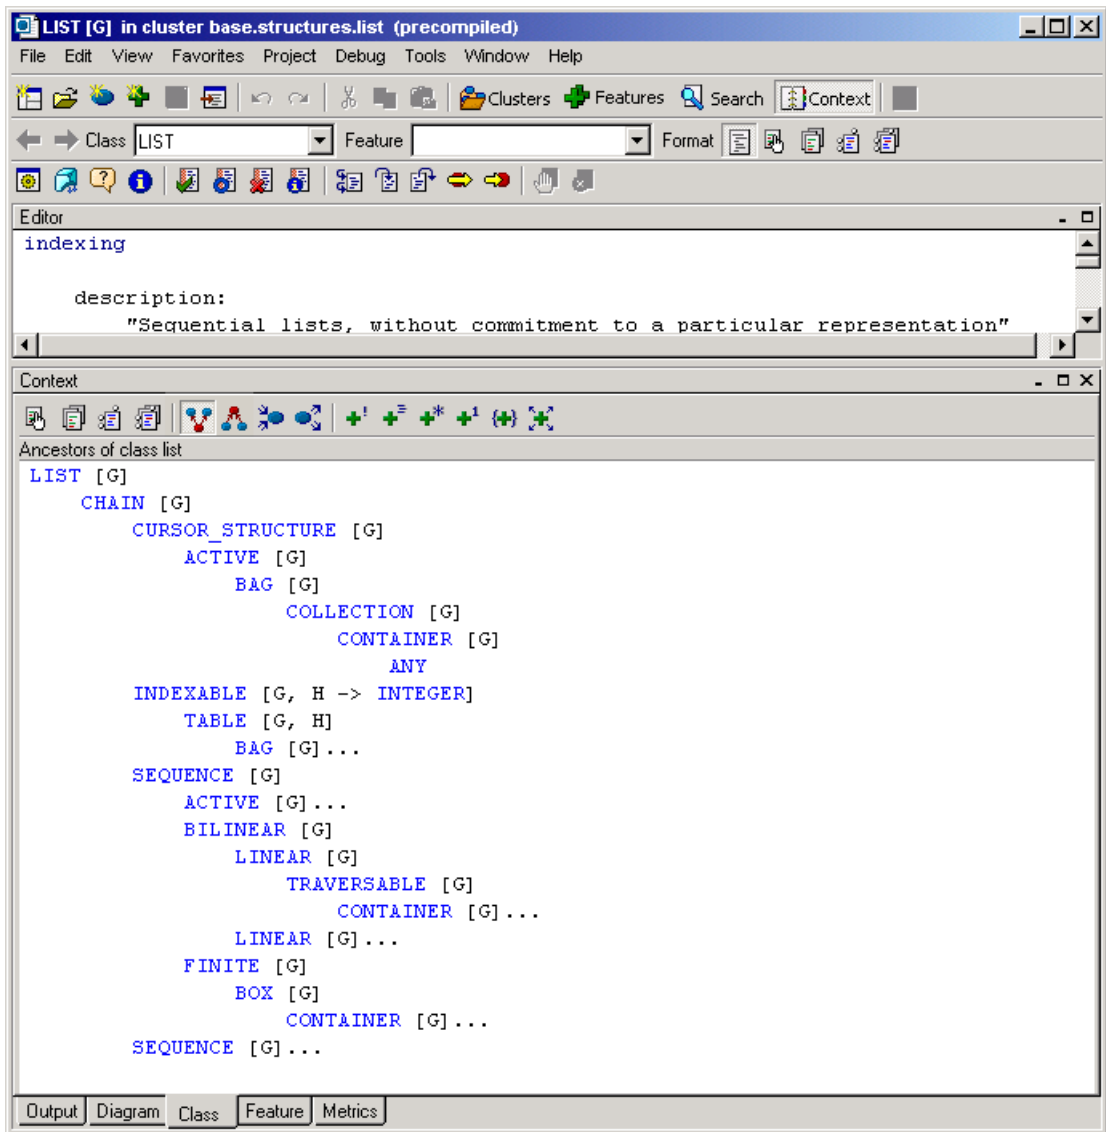 LIST [G] in cluster base.structures.list (precompiled)
File Edit View Favorites Project Debug Tools Window Help
Clusters Features Search Context
Class LIST Feature Format
Editor
indexing
description:
"Sequential lists, without commitment to a particular representation"
Context
Ancestors of class list
LIST [G]
CHAIN [G]
CURSOR_STRUCTURE [G]
ACTIVE [G]
BAG [G]
COLLECTION [G]
CONTAINER [G]
ANY
INDEXABLE [G, H -> INTEGER]
TABLE [G, H]
BAG [G]...
SEQUENCE [G]
ACTIVE [G]...
BILINEAR [G]
LINEAR [G]
TRAVERSABLE [G]
CONTAINER [G]...
LINEAR [G]...
FINITE [G]
BOX [G]
CONTAINER [G]...
SEQUENCE [G]...
Output Diagram Class Feature Metrics